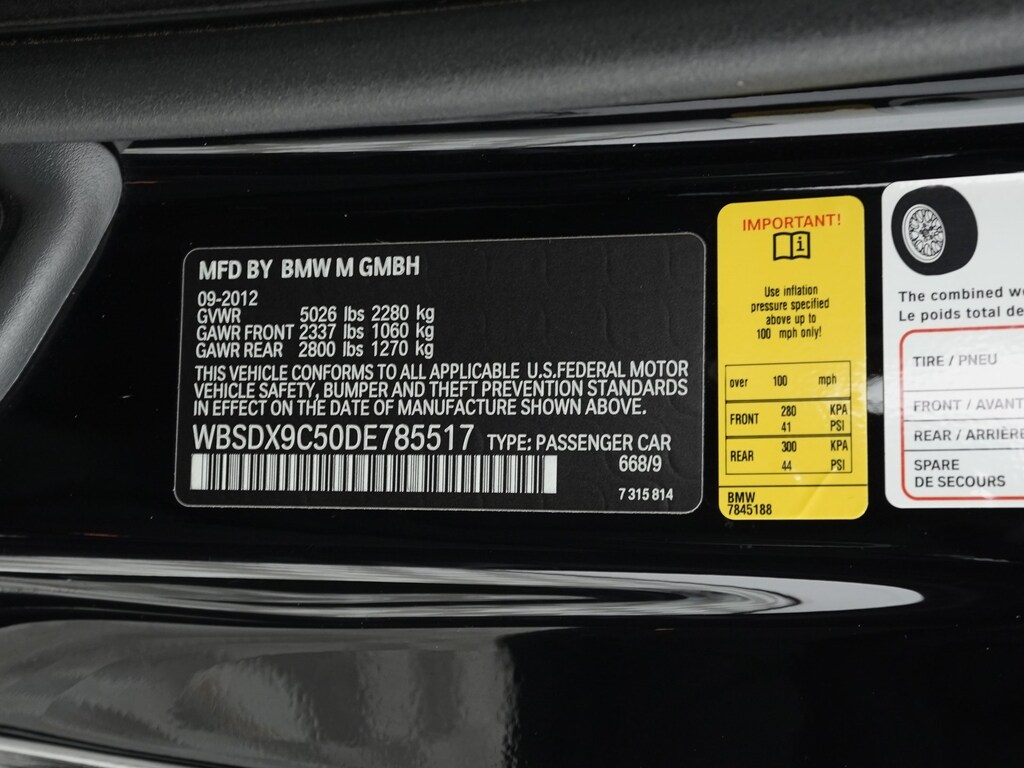 MFD BY BMW M GMBH
09-2012
GVWR 5026 lbs 2280 kg
GAWR FRONT 2337 lbs 1060 kg
GAWR REAR 2800 lbs 1270 kg
THIS VEHICLE CONFORMS TO ALL APPLICABLE U.S.FEDERAL MOTOR
VEHICLE SAFETY, BUMPER AND THEFT PREVENTION STANDARDS
IN EFFECT ON THE DATE OF MANUFACTURE SHOWN ABOVE.
WBSDX9C50DE785517 TYPE: PASSENGER CAR
668/9
7 315 814
IMPORTANT!
i
Use inflation
pressure specified
above up to
100 mph only!
over 100 mph
FRONT 280 KPA
41 PSI
REAR 300 KPA
44 PSI
BMW
7845188
The combined
Le poids total de
TIRE / PNEU
FRONT / AVANT
REAR / ARRIÈRE
SPARE
DE SECOURS